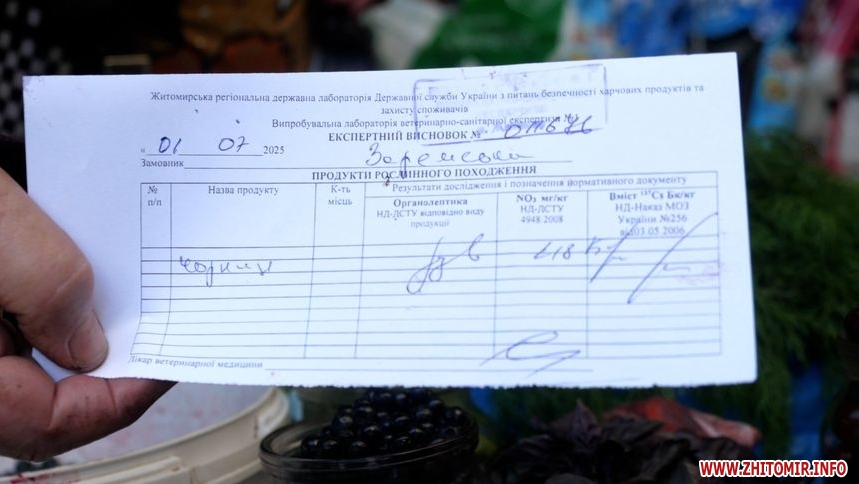 Житомирська регіональна державна лабораторія Державної служби України з питань безпечності харчових продуктів та
захисту споживачів
Випробувальна лабораторія ветеринарно-санітарної експертизи №
ЕКСПЕРТНИЙ ВИСНОВОК №
« 01 07 2025
Замовник
ПРОДУКТИ РОСЛИННОГО ПОХОДЖЕННЯ
№ п/п
Назва продукту
К-ть місць
Результати дослідження і позначення нормативного документу
Органолептика
НД-ДСТУ відповідно виду
продукції
NO₃ мг/кг
НД-ДСТУ
4948 2008
Вміст ¹³⁷Cs Бк/кг
НД-Наказ МОЗ
України №256
від03.05 2006
чорниця
Лікар ветеринарної медицини
WWW.ZHITOMIR.INFO